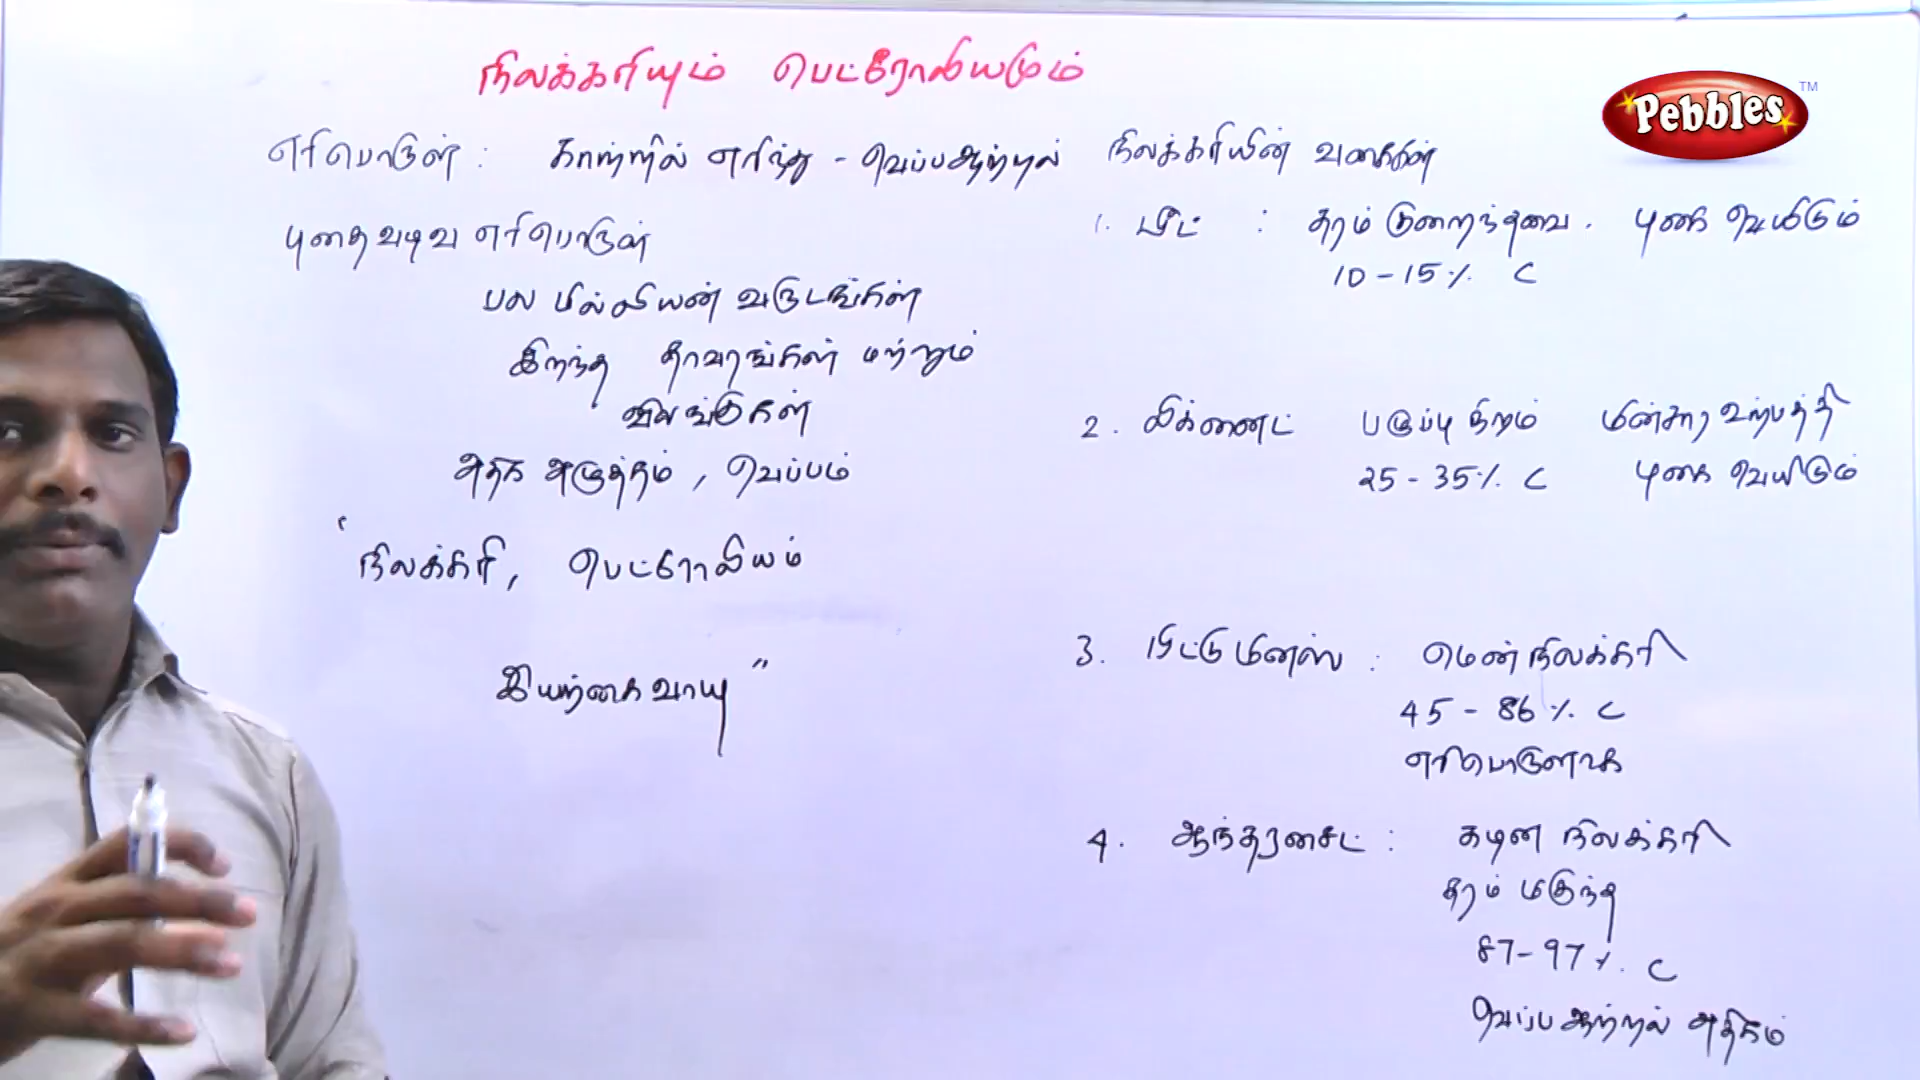 நிலக்கரியும் பெட்ரோலியமும்
Pebbles TM
எரிபொருள் : காற்றில் எரிந்து - வெப்பஆற்றல்
புதைவடிவ எரிபொருள்
பல மில்லியன் வருடங்கள்
இறந்த தாவரங்கள் மற்றும்
விலங்குகள்
அதிக அழுத்தம் , வெப்பம்
" நிலக்கரி, பெட்ரோலியம்
இயற்கை வாயு "
நிலக்கரியின் வகைகள்
1. பீட் : தரம் குறைந்தவை . புகை வெயிடும்
10 - 15 % C
2. லிக்னைட் பழுப்பு நிறம் மின்சார உற்பத்தி
25 - 35 % C புகை வெயிடும்
3. பிட்டுமினஸ் : மென் நிலக்கரி
45 - 86 % C
எரிபொருளாக
4. ஆந்தரசைட் : கடின நிலக்கரி
தரம் மிகுந்த
87 - 97 % C
வெப்ப ஆற்றல் அதிகம்